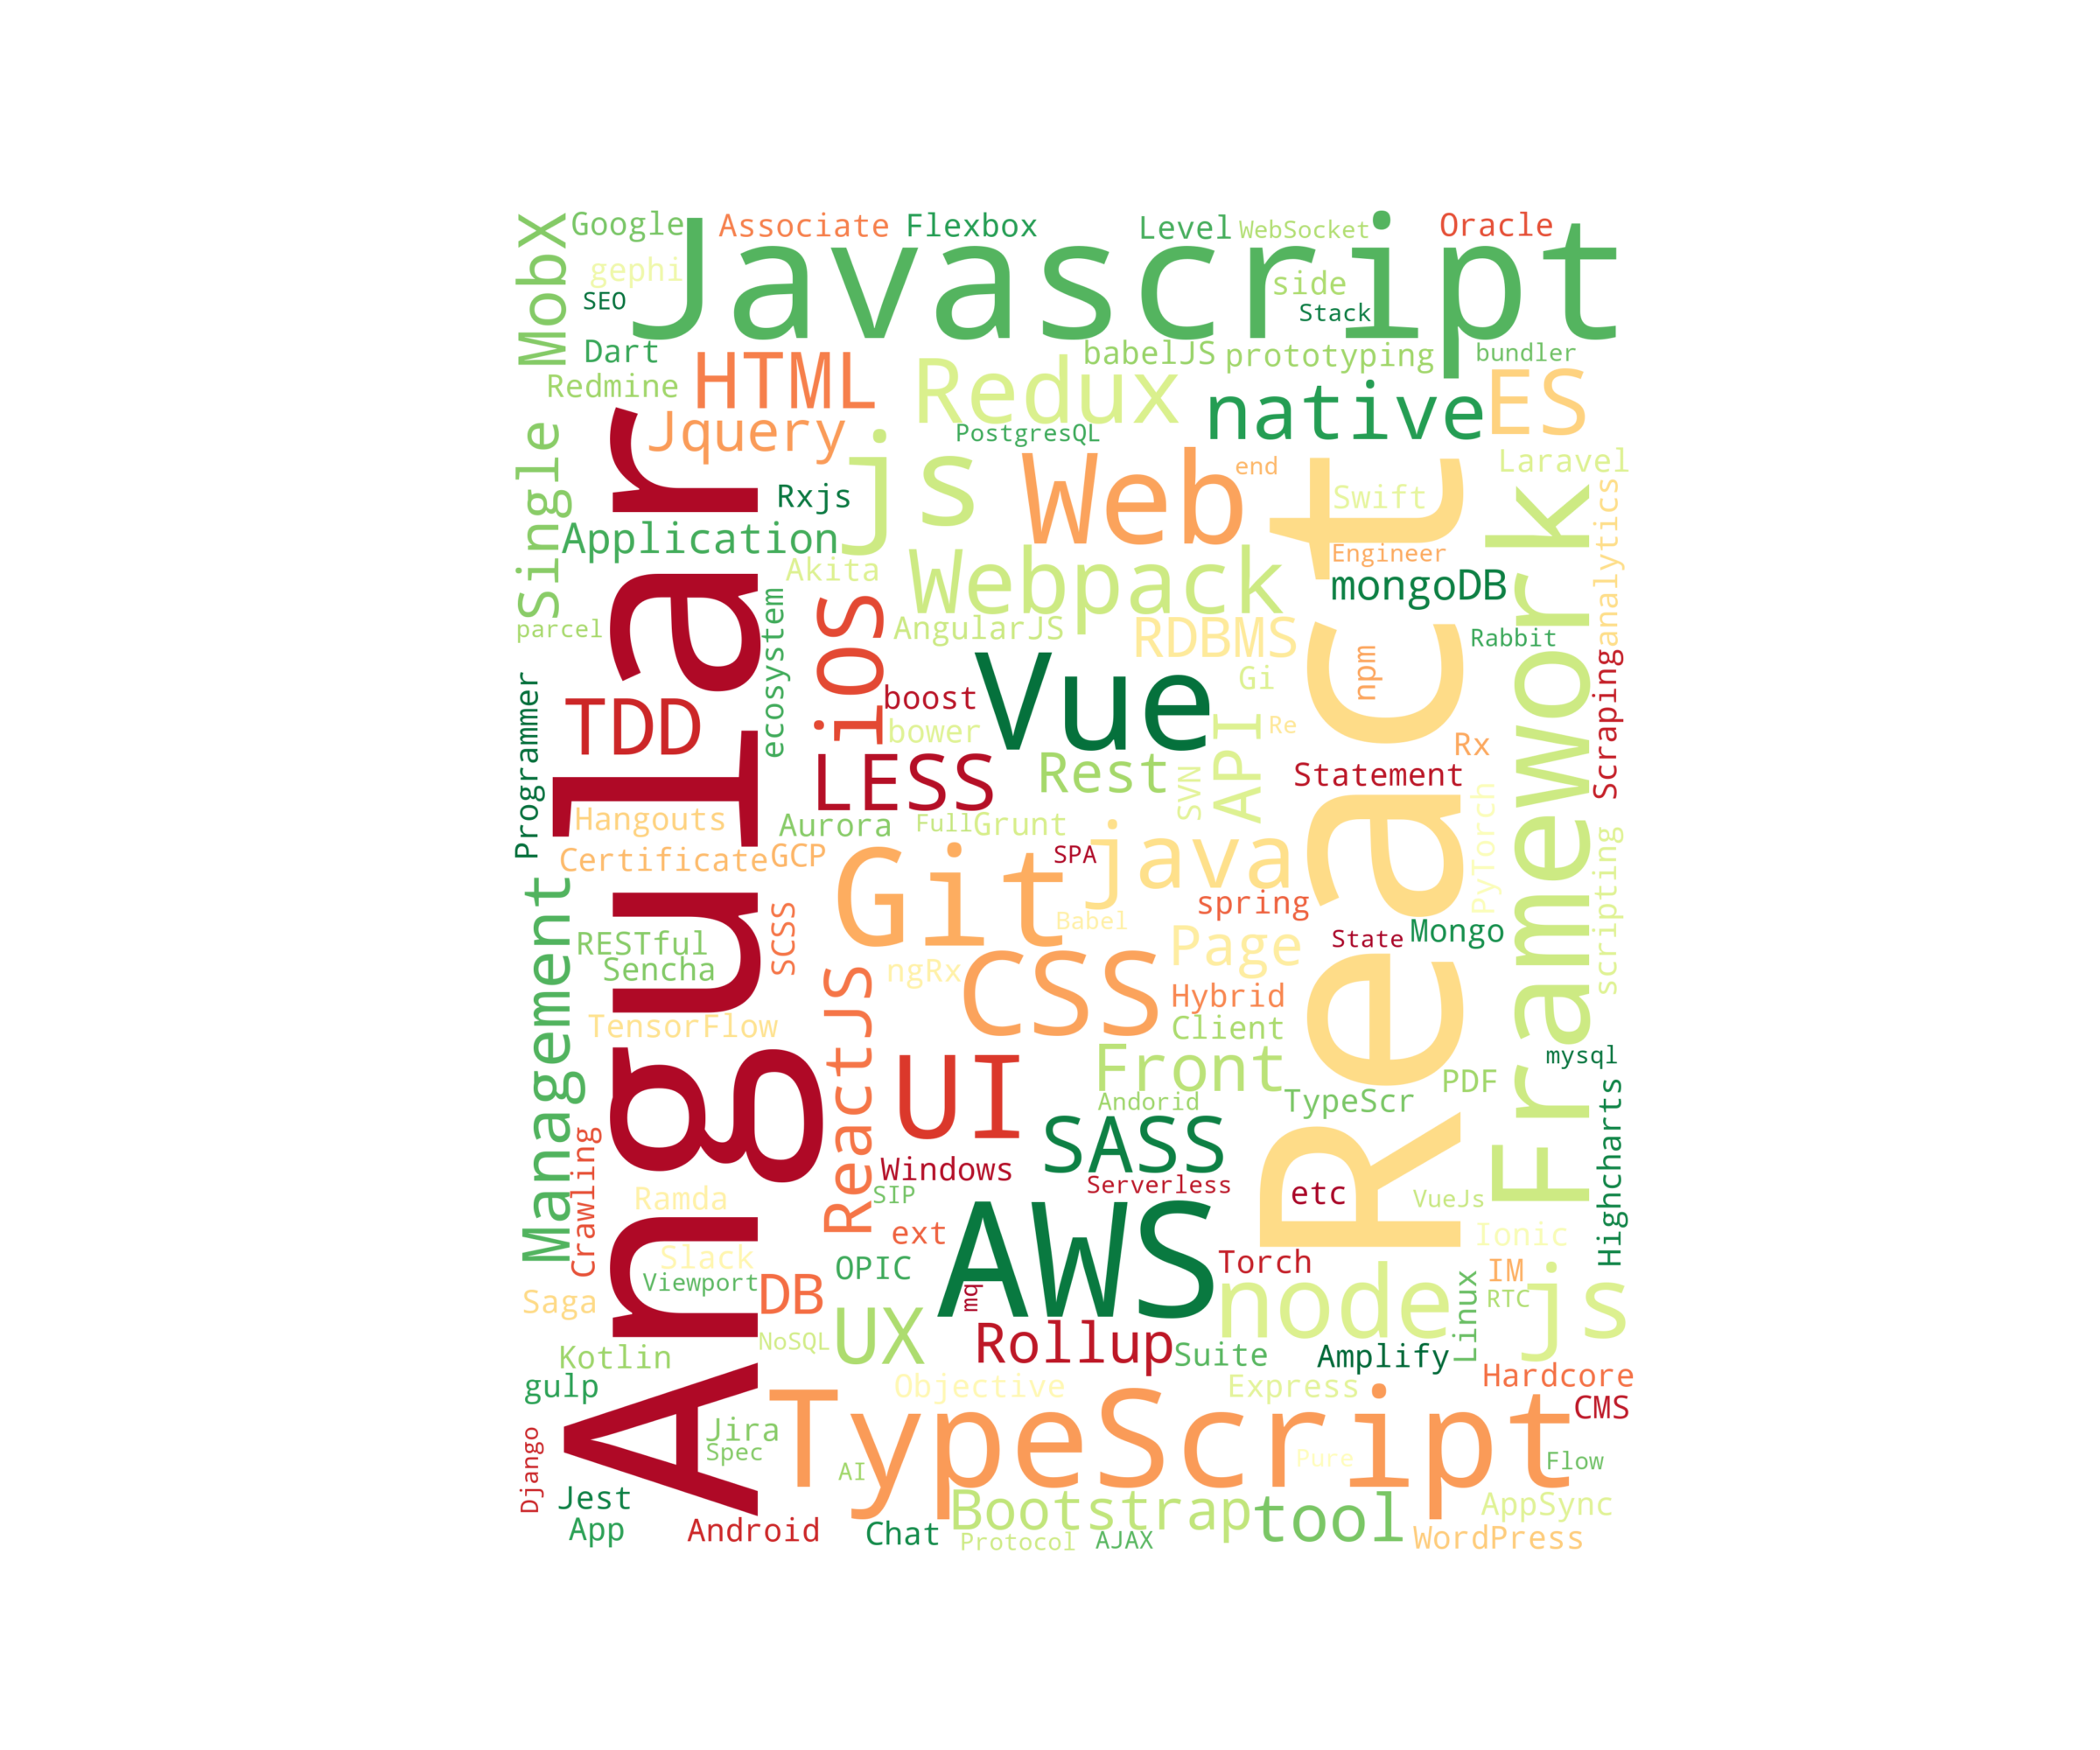 MobX
Google
Associate
Flexbox
Level
WebSocket
Oracle
Javascript
gephi
SEO
side
Stack
Dart
HTML
Redux
babelJS
prototyping
bundler
Redmine
native
ES
Jquery
PostgresQL
Single
js
Web
end
Laravel
Rxjs
Swift
analytics
Application
Webpack
Engineer
Akita
mongoDB
FrameWork
Angular
React
parcel
ecosystem
iOS
AngularJS
RDBMS
Rabbit
npm
Gi
Scraping
Programmer
TDD
boost
Vue
bower
API
Re
Rx
LESS
Rest
SVN
Statement
Hangouts
Aurora
Full
Grunt
PyTorch
scripting
Certificate
GCP
Git
SPA
java
Management
SCSS
spring
Babel
RESTful
Page
State
Mongo
Sencha
ReactJS
ngRx
CSS
Hybrid
TensorFlow
Client
UI
Front
mysql
PDF
Highcharts
Andorid
TypeScr
SASS
Crawling
Windows
Serverless
Ramda
SIP
etc
VueJs
AWS
ext
Ionic
Slack
OPIC
Torch
Viewport
DB
mq
node
Linux
IM
RTC
js
Saga
NoSQL
UX
Rollup
Suite
Amplify
Kotlin
gulp
Objective
Express
Hardcore
CMS
TypeScript
Django
Jira
Spec
AI
Pure
Flow
Jest
Bootstrap
tool
AppSync
App
Android
Chat
Protocol
AJAX
WordPress